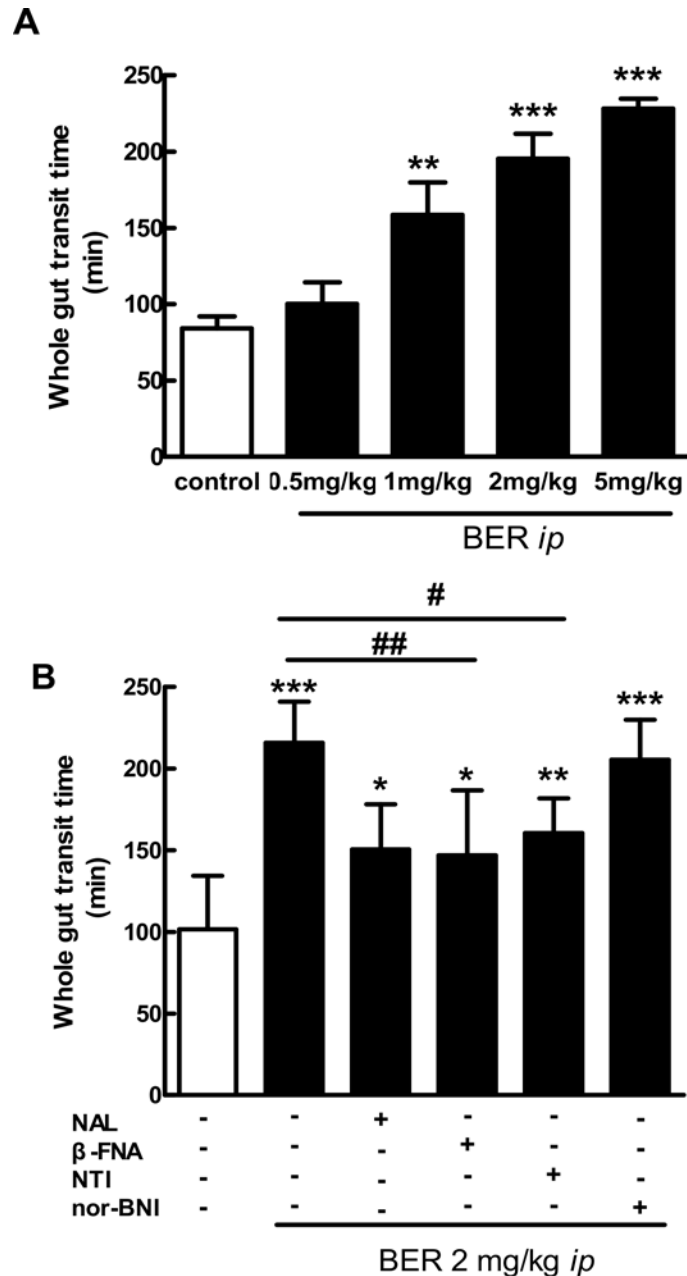 A
Whole gut transit time
(min)
250
200
150
100
50
0
**
***
***
control 0.5mg/kg 1mg/kg 2mg/kg 5mg/kg
BER ip
#
##
B
Whole gut transit time
(min)
250
200
150
100
50
0
***
*
*
**
***
NAL - - + - - -
β-FNA - - - + - -
NTI - - - - + -
nor-BNI - - - - - +
BER 2 mg/kg ip